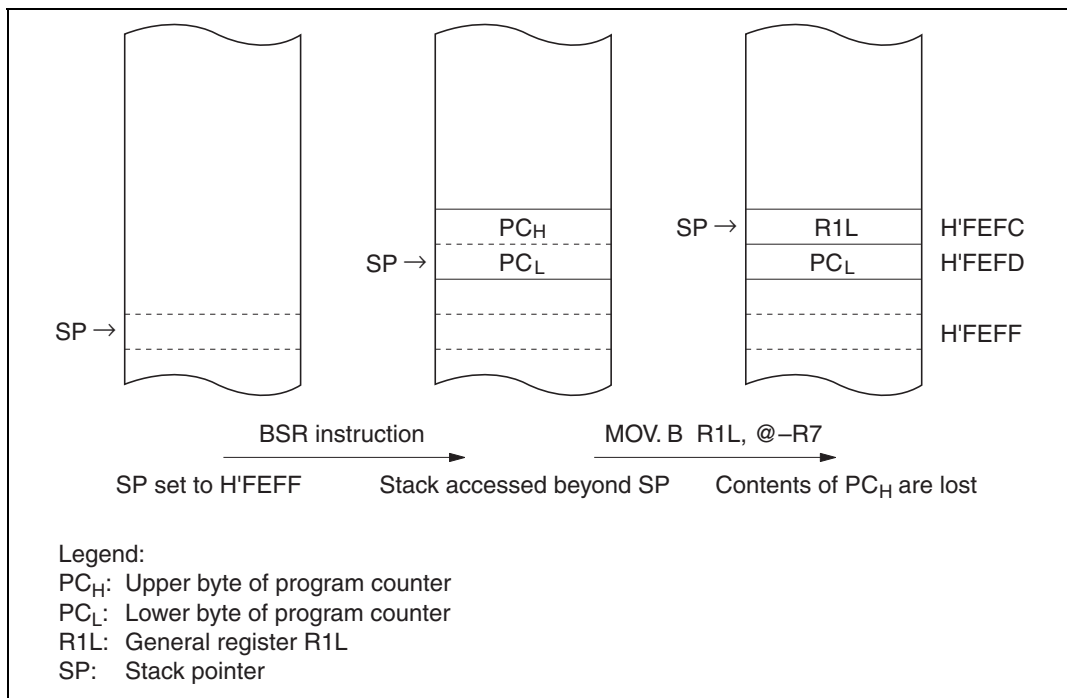 PCH
SP → R1L H'FEFC
SP → PCL PCL H'FEFD
SP → H'FEFF
BSR instruction MOV. B R1L, @–R7
SP set to H'FEFF Stack accessed beyond SP Contents of PCH are lost
Legend:
PCH: Upper byte of program counter
PCL: Lower byte of program counter
R1L: General register R1L
SP: Stack pointer